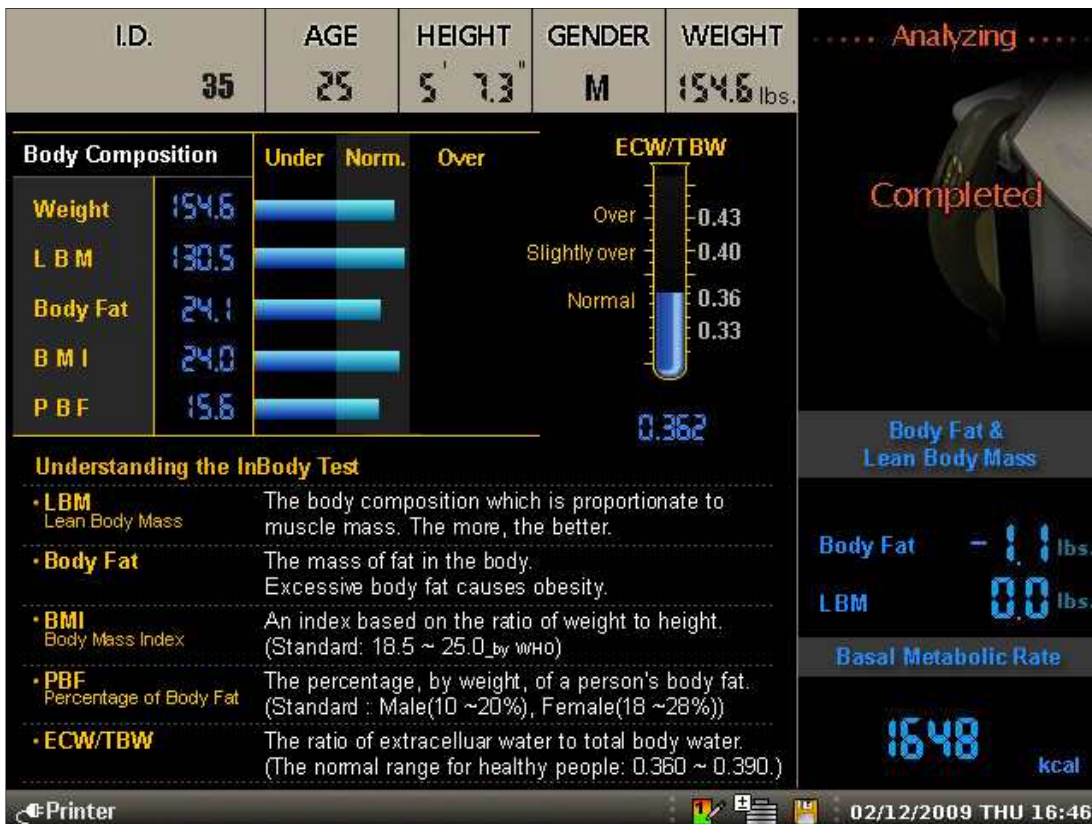 I.D. AGE HEIGHT GENDER WEIGHT
35 25 5' 7.3" M 154.6 lbs.
Analyzing
Completed
Body Composition Under Norm. Over
Weight 154.6
LBM 130.5
Body Fat 24.1
BMI 24.0
PBF 15.6
ECW/TBW
Over 0.43
Slightly over 0.40
Normal 0.36
0.33
0.362
Understanding the InBody Test
• LBM The body composition which is proportionate to
Lean Body Mass muscle mass. The more, the better.
• Body Fat The mass of fat in the body.
Excessive body fat causes obesity.
• BMI An index based on the ratio of weight to height.
Body Mass Index (Standard: 18.5 ~ 25.0_by WHO)
• PBF The percentage, by weight, of a person's body fat.
Percentage of Body Fat (Standard : Male(10 ~20%), Female(18 ~28%))
• ECW/TBW The ratio of extracelluar water to total body water.
(The normal range for healthy people: 0.360 ~ 0.390.)
Body Fat &
Lean Body Mass
Body Fat -1.1 lbs.
LBM 0.0 lbs.
Basal Metabolic Rate
1648 kcal
Printer 02/12/2009 THU 16:46